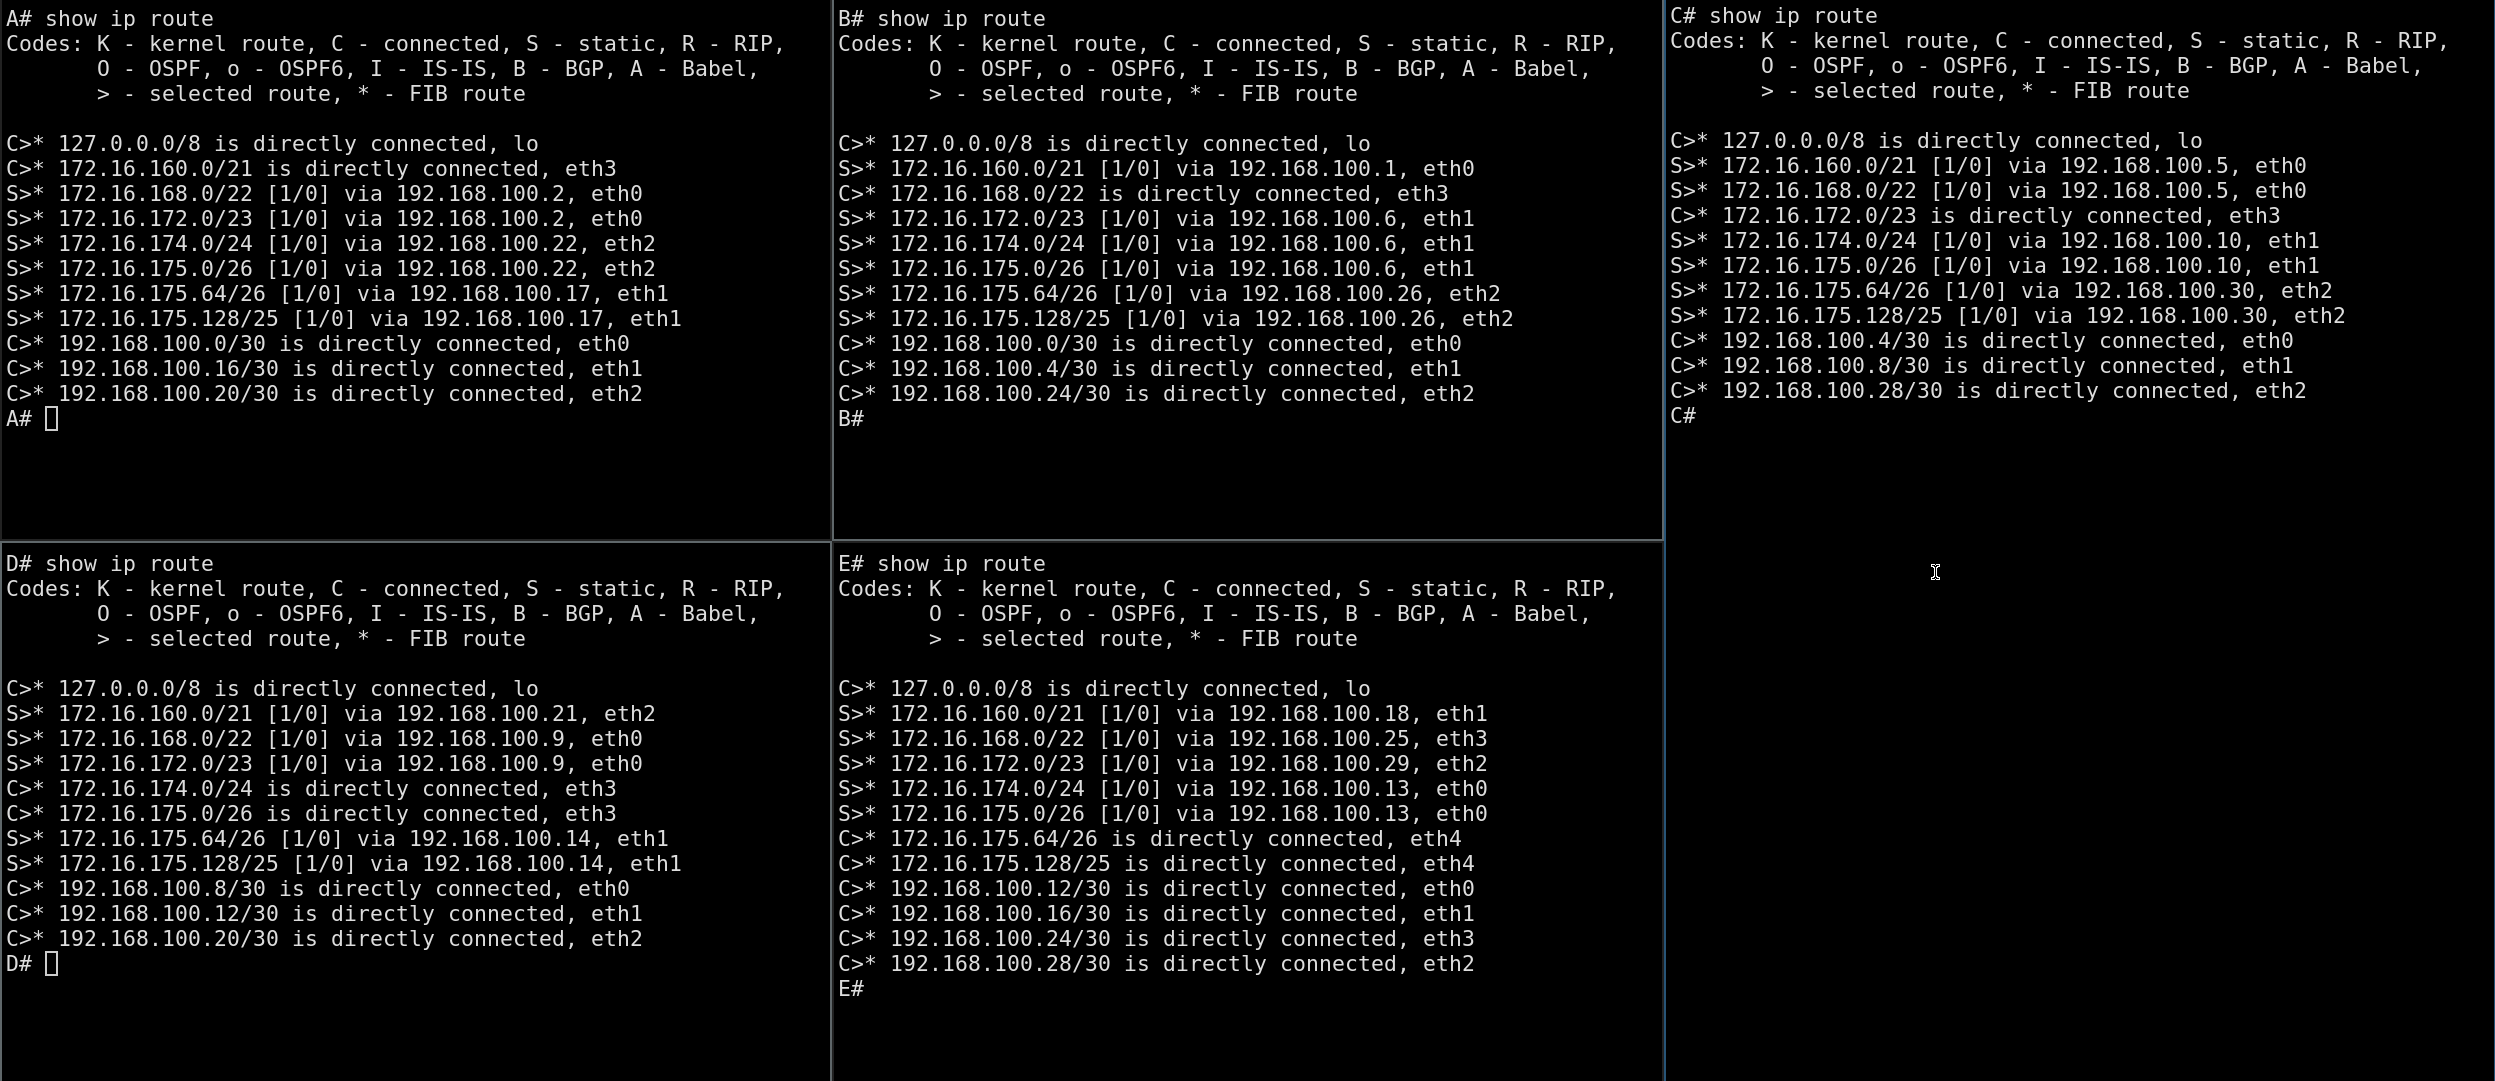 A# show ip route
Codes: K - kernel route, C - connected, S - static, R - RIP,
       O - OSPF, o - OSPF6, I - IS-IS, B - BGP, A - Babel,
       > - selected route, * - FIB route

C>* 127.0.0.0/8 is directly connected, lo
C>* 172.16.160.0/21 is directly connected, eth3
S>* 172.16.168.0/22 [1/0] via 192.168.100.2, eth0
S>* 172.16.172.0/23 [1/0] via 192.168.100.2, eth0
S>* 172.16.174.0/24 [1/0] via 192.168.100.22, eth2
S>* 172.16.175.0/26 [1/0] via 192.168.100.22, eth2
S>* 172.16.175.64/26 [1/0] via 192.168.100.17, eth1
S>* 172.16.175.128/25 [1/0] via 192.168.100.17, eth1
C>* 192.168.100.0/30 is directly connected, eth0
C>* 192.168.100.16/30 is directly connected, eth1
C>* 192.168.100.20/30 is directly connected, eth2
A#
B# show ip route
Codes: K - kernel route, C - connected, S - static, R - RIP,
       O - OSPF, o - OSPF6, I - IS-IS, B - BGP, A - Babel,
       > - selected route, * - FIB route

C>* 127.0.0.0/8 is directly connected, lo
S>* 172.16.160.0/21 [1/0] via 192.168.100.1, eth0
C>* 172.16.168.0/22 is directly connected, eth3
S>* 172.16.172.0/23 [1/0] via 192.168.100.6, eth1
S>* 172.16.174.0/24 [1/0] via 192.168.100.6, eth1
S>* 172.16.175.0/26 [1/0] via 192.168.100.6, eth1
S>* 172.16.175.64/26 [1/0] via 192.168.100.26, eth2
S>* 172.16.175.128/25 [1/0] via 192.168.100.26, eth2
C>* 192.168.100.0/30 is directly connected, eth0
C>* 192.168.100.4/30 is directly connected, eth1
C>* 192.168.100.24/30 is directly connected, eth2
B#
C# show ip route
Codes: K - kernel route, C - connected, S - static, R - RIP,
       O - OSPF, o - OSPF6, I - IS-IS, B - BGP, A - Babel,
       > - selected route, * - FIB route

C>* 127.0.0.0/8 is directly connected, lo
S>* 172.16.160.0/21 [1/0] via 192.168.100.5, eth0
S>* 172.16.168.0/22 [1/0] via 192.168.100.5, eth0
C>* 172.16.172.0/23 is directly connected, eth3
S>* 172.16.174.0/24 [1/0] via 192.168.100.10, eth1
S>* 172.16.175.0/26 [1/0] via 192.168.100.10, eth1
S>* 172.16.175.64/26 [1/0] via 192.168.100.30, eth2
S>* 172.16.175.128/25 [1/0] via 192.168.100.30, eth2
C>* 192.168.100.4/30 is directly connected, eth0
C>* 192.168.100.8/30 is directly connected, eth1
C>* 192.168.100.28/30 is directly connected, eth2
C#
D# show ip route
Codes: K - kernel route, C - connected, S - static, R - RIP,
       O - OSPF, o - OSPF6, I - IS-IS, B - BGP, A - Babel,
       > - selected route, * - FIB route

C>* 127.0.0.0/8 is directly connected, lo
S>* 172.16.160.0/21 [1/0] via 192.168.100.21, eth2
S>* 172.16.168.0/22 [1/0] via 192.168.100.9, eth0
S>* 172.16.172.0/23 [1/0] via 192.168.100.9, eth0
C>* 172.16.174.0/24 is directly connected, eth3
C>* 172.16.175.0/26 is directly connected, eth3
S>* 172.16.175.64/26 [1/0] via 192.168.100.14, eth1
S>* 172.16.175.128/25 [1/0] via 192.168.100.14, eth1
C>* 192.168.100.8/30 is directly connected, eth0
C>* 192.168.100.12/30 is directly connected, eth1
C>* 192.168.100.20/30 is directly connected, eth2
D#
E# show ip route
Codes: K - kernel route, C - connected, S - static, R - RIP,
       O - OSPF, o - OSPF6, I - IS-IS, B - BGP, A - Babel,
       > - selected route, * - FIB route

C>* 127.0.0.0/8 is directly connected, lo
S>* 172.16.160.0/21 [1/0] via 192.168.100.18, eth1
S>* 172.16.168.0/22 [1/0] via 192.168.100.25, eth3
S>* 172.16.172.0/23 [1/0] via 192.168.100.29, eth2
S>* 172.16.174.0/24 [1/0] via 192.168.100.13, eth0
S>* 172.16.175.0/26 [1/0] via 192.168.100.13, eth0
C>* 172.16.175.64/26 is directly connected, eth4
C>* 172.16.175.128/25 is directly connected, eth4
C>* 192.168.100.12/30 is directly connected, eth0
C>* 192.168.100.16/30 is directly connected, eth1
C>* 192.168.100.24/30 is directly connected, eth3
C>* 192.168.100.28/30 is directly connected, eth2
E#